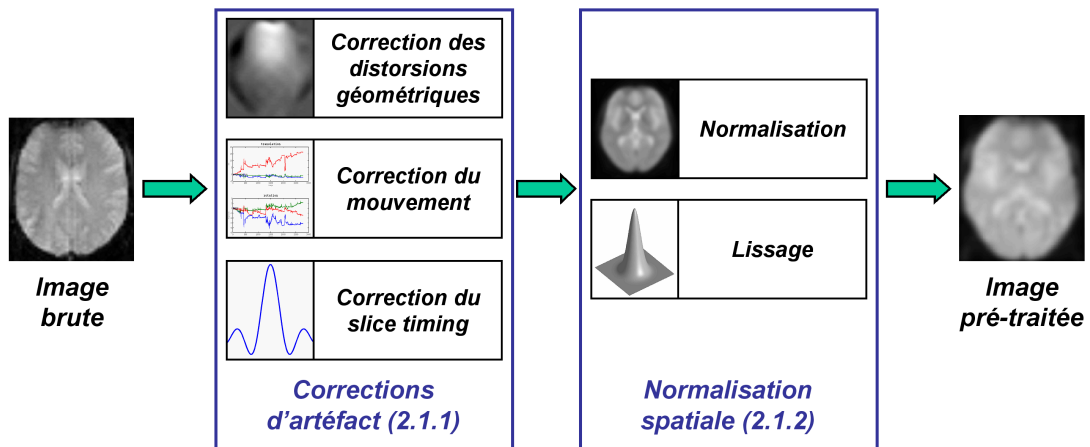 Image
brute
Correction des
distorsions
géométriques
Correction du
mouvement
Correction du
slice timing
Corrections
d'artéfact (2.1.1)
Normalisation
Lissage
Normalisation
spatiale (2.1.2)
Image
pré-traitée